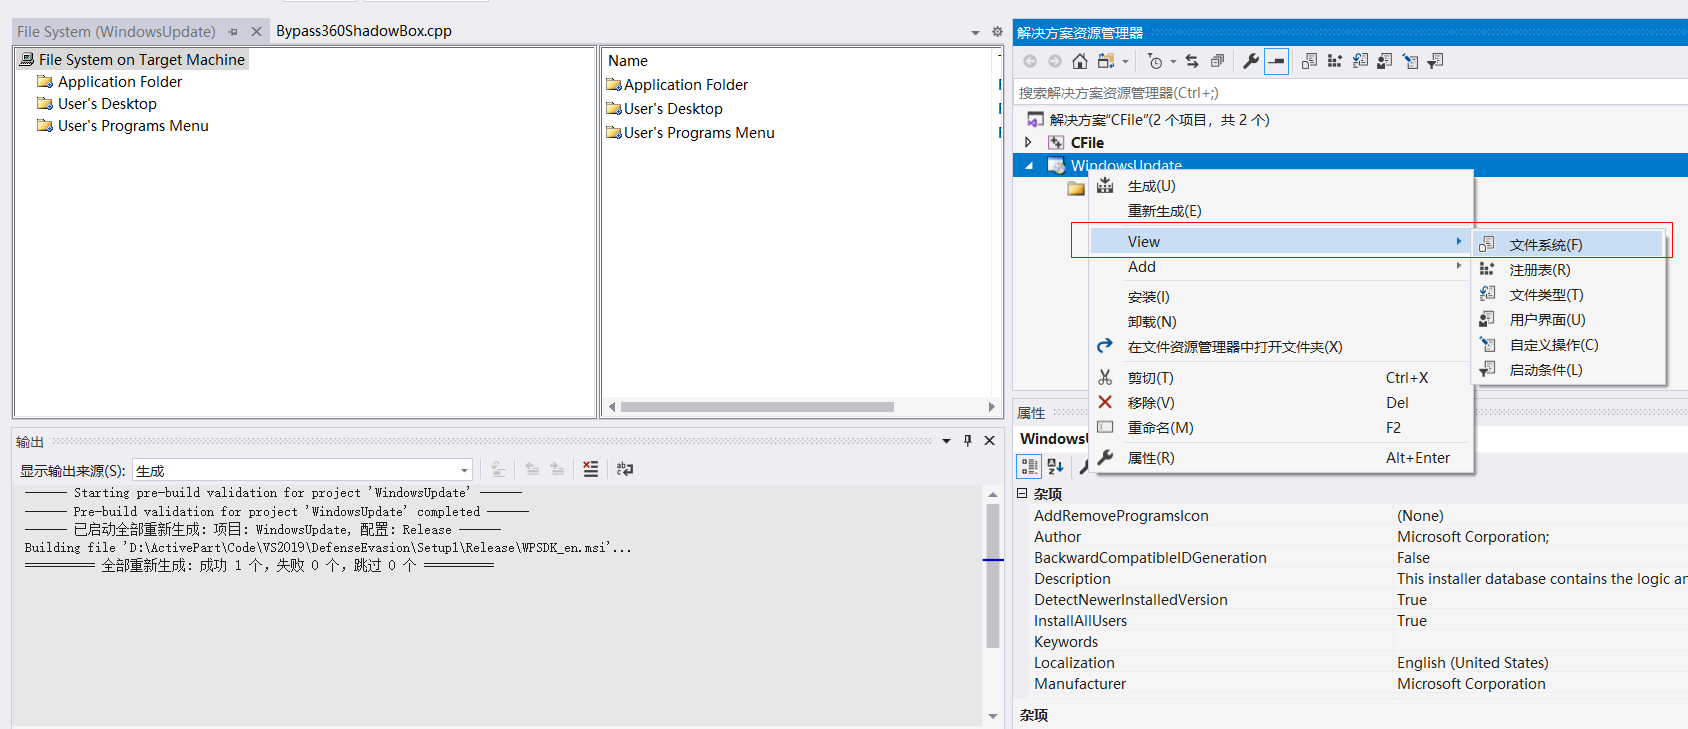 File System (WindowsUpdate)
Bypass360ShadowBox.cpp
File System on Target Machine
Application Folder
User's Desktop
User's Programs Menu
Name
Application Folder
User's Desktop
User's Programs Menu
输出
显示输出来源(S): 生成
------ Starting pre-build validation for project 'WindowsUpdate' ------
------ Pre-build validation for project 'WindowsUpdate' completed ------
------ 已启动全部重新生成: 项目: WindowsUpdate, 配置: Release ------
Building file 'D:\ActivePart\Code\VS2019\DefenseEvasion\Setup1\Release\WPSDK_en.msi'...
========== 全部重新生成: 成功 1 个，失败 0 个，跳过 0 个 ==========
解决方案资源管理器
搜索解决方案资源管理器(Ctrl+;)
解决方案"CFile"(2 个项目，共 2 个)
CFile
WindowsUpdate
生成(U)
重新生成(E)
View
Add
安装(I)
卸载(N)
在文件资源管理器中打开文件夹(X)
剪切(T) Ctrl+X
移除(V) Del
重命名(M) F2
属性(R) Alt+Enter
文件系统(F)
注册表(R)
文件类型(T)
用户界面(U)
自定义操作(C)
启动条件(L)
属性
杂项
AddRemoveProgramsIcon (None)
Author Microsoft Corporation;
BackwardCompatibleIDGeneration False
Description This installer database contains the logic
DetectNewerInstalledVersion True
InstallAllUsers True
Keywords
Localization English (United States)
Manufacturer Microsoft Corporation
杂项